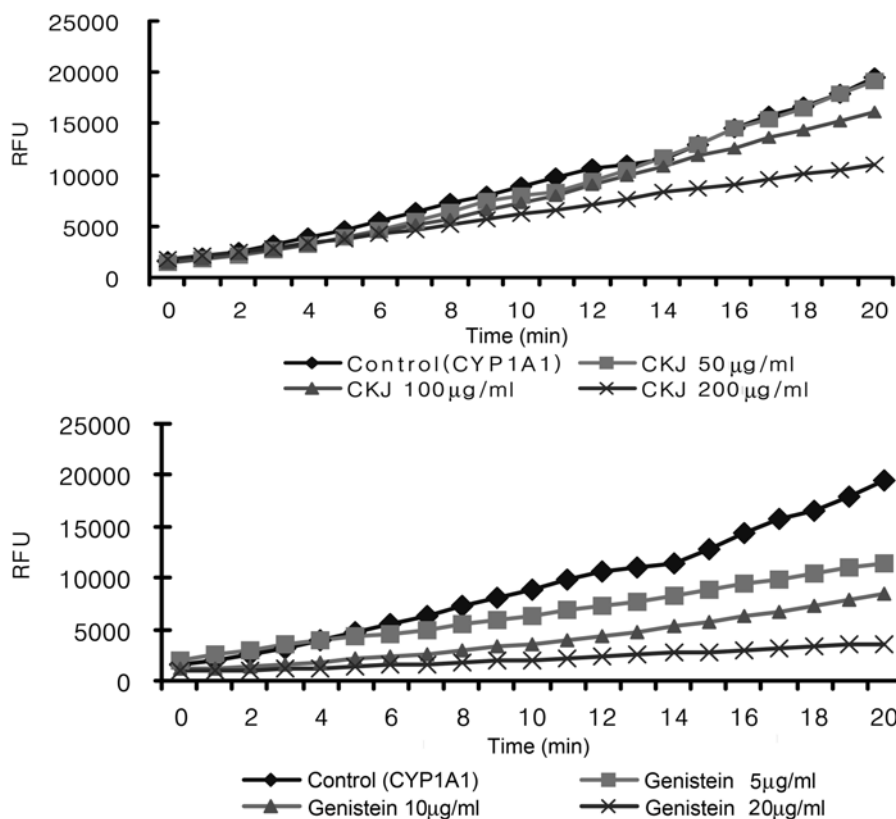 25000
20000
15000
10000
5000
0
RFU
0 2 4 6 8 10 12 14 16 18 20
Time (min)
Control(CYP1A1) CKJ 50μg/ml
CKJ 100μg/ml CKJ 200μg/ml
25000
20000
15000
10000
5000
0
RFU
0 2 4 6 8 10 12 14 16 18 20
Time (min)
Control (CYP1A1) Genistein 5μg/ml
Genistein 10μg/ml Genistein 20μg/ml